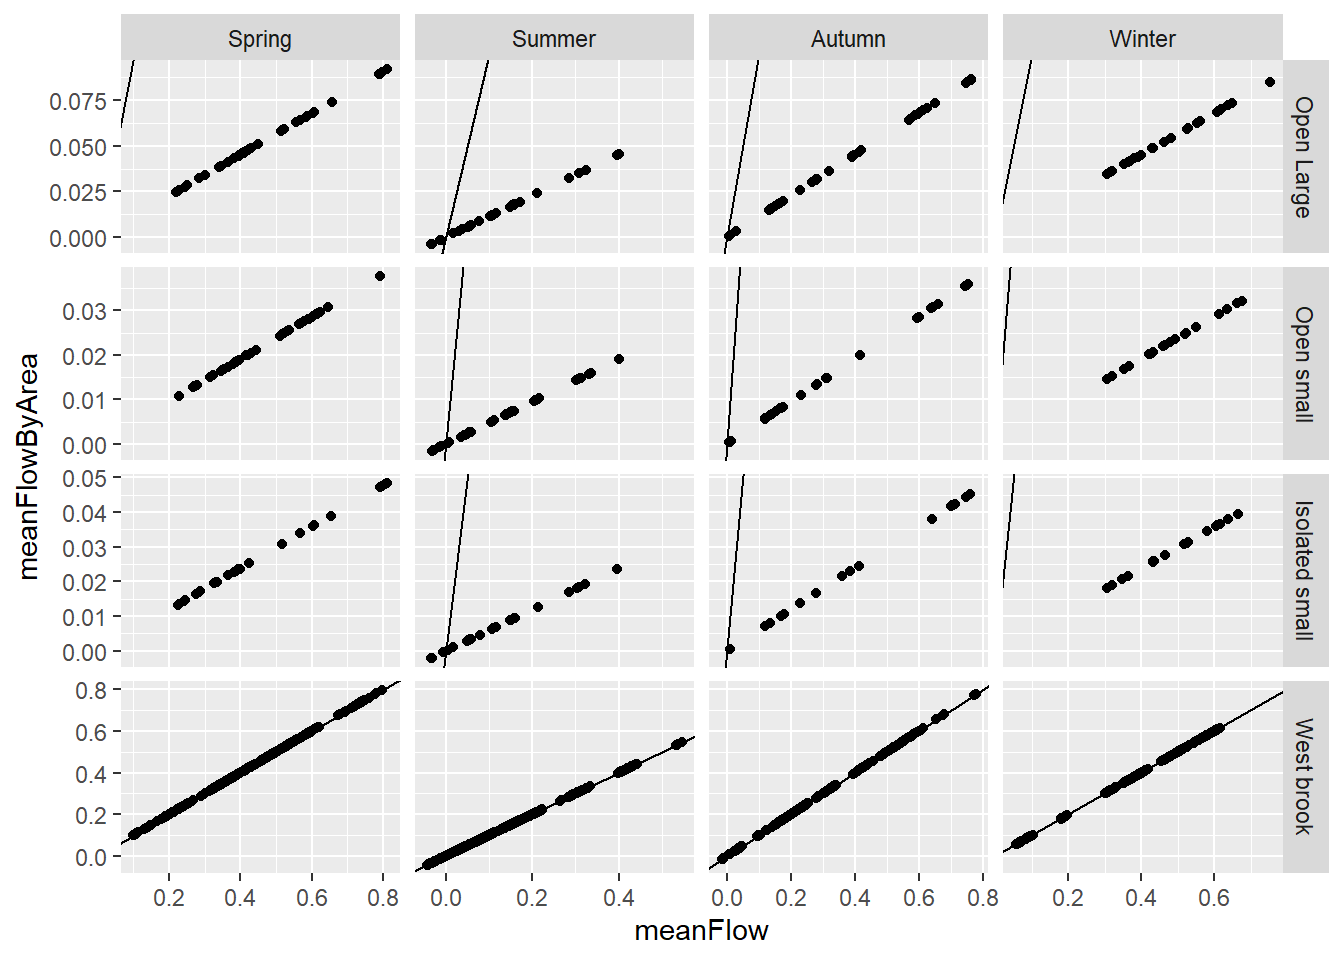 Spring Summer Autumn Winter
0.075
0.050
0.025
0.000
Open Large
0.03
0.02
0.01
0.00
Open small
0.05
0.04
0.03
0.02
0.01
0.00
Isolated small
0.8
0.6
0.4
0.2
0.0
West brook
0.2 0.4 0.6 0.8 0.0 0.2 0.4 0.0 0.2 0.4 0.6 0.8 0.2 0.4 0.6
meanFlow
meanFlowByArea